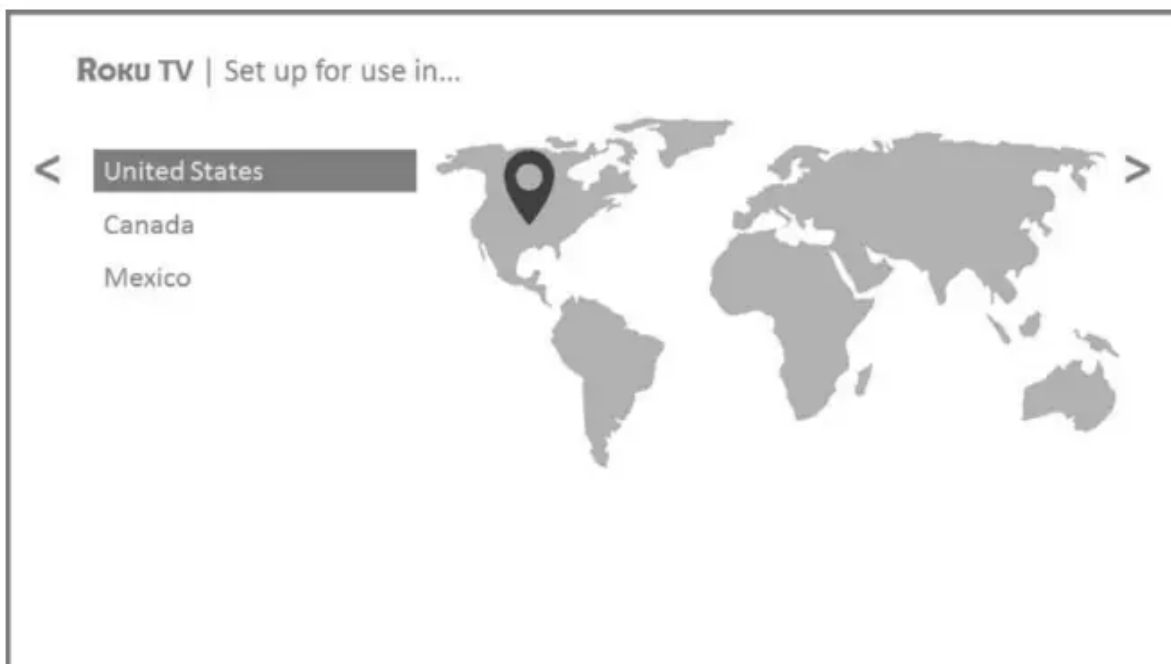 ROKU TV | Set up for use in...
< United States >
Canada
Mexico